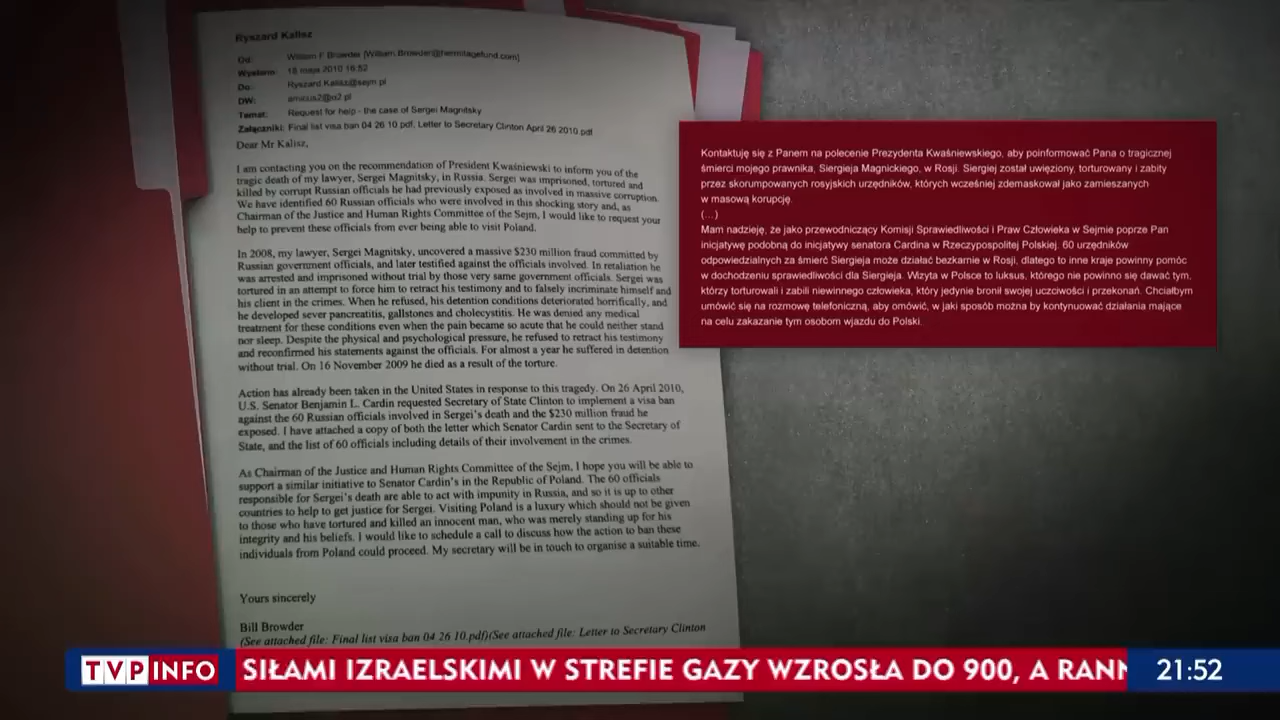 Ryszard Kalisz
Od: William F Browder [William.Browder@hermitagefund.com]
Wysłano: 18 maja 2010 16:52
Do: Ryszard.Kalisz@sejm.pl
DW: amicus2@o2.pl
Temat: Request for help - the case of Sergei Magnitsky
Załączniki: Final list visa ban 04 26 10.pdf, Letter to Secretary Clinton April 26 2010.pdf
Dear Mr Kalisz,
I am contacting you on the recommendation of President Kwaśniewski to inform you of the
tragic death of my lawyer, Sergei Magnitsky, in Russia. Sergei was imprisoned, tortured and
killed by corrupt Russian officials he had previously exposed as involved in massive corruption.
We have identified 60 Russian officials who were involved in this shocking story and, as
Chairman of the Justice and Human Rights Committee of the Sejm, I would like to request your
help to prevent these officials from ever being able to visit Poland.
In 2008, my lawyer, Sergei Magnitsky, uncovered a massive $230 million fraud committed by
Russian government officials, and later testified against the officials involved. In retaliation he
was arrested and imprisoned without trial by those very same government officials. Sergei was
tortured in an attempt to force him to retract his testimony and to falsely incriminate himself and
his client in the crimes. When he refused, his detention conditions deteriorated horrifically, and
he developed sever pancreatitis, gallstones and cholecystitis. He was denied any medical
treatment for these conditions even when the pain became so acute that he could neither stand
nor sleep. Despite the physical and psychological pressure, he refused to retract his testimony
and reconfirmed his statements against the officials. For almost a year he suffered in detention
without trial. On 16 November 2009 he died as a result of the torture.
Action has already been taken in the United States in response to this tragedy. On 26 April 2010,
U.S. Senator Benjamin L. Cardin requested Secretary of State Clinton to implement a visa ban
against the 60 Russian officials involved in Sergei's death and the $230 million fraud he
exposed. I have attached a copy of both the letter which Senator Cardin sent to the Secretary of
State, and the list of 60 officials including details of their involvement in the crimes.
As Chairman of the Justice and Human Rights Committee of the Sejm, I hope you will be able to
support a similar initiative to Senator Cardin's in the Republic of Poland. The 60 officials
responsible for Sergei's death are able to act with impunity in Russia, and so it is up to other
countries to help to get justice for Sergei. Visiting Poland is a luxury which should not be given
to those who have tortured and killed an innocent man, who was merely standing up for his
integrity and his beliefs. I would like to schedule a call to discuss how the action to ban these
individuals from Poland could proceed. My secretary will be in touch to organise a suitable time.
Yours sincerely
Bill Browder
(See attached file: Final list visa ban 04 26 10.pdf)(See attached file: Letter to Secretary Clinton
Kontaktuję się z Panem na polecenie Prezydenta Kwaśniewskiego, aby poinformować Pana o tragicznej
śmierci mojego prawnika, Siergieja Magnickiego, w Rosji. Siergiej został uwięziony, torturowany i zabity
przez skorumpowanych rosyjskich urzędników, których wcześniej zdemaskował jako zamieszanych
w masową korupcję.
(...)
Mam nadzieję, że jako przewodniczący Komisji Sprawiedliwości i Praw Człowieka w Sejmie poprze Pan
inicjatywę podobną do inicjatywy senatora Cardina w Rzeczypospolitej Polskiej. 60 urzędników
odpowiedzialnych za śmierć Siergieja może działać bezkarnie w Rosji, dlatego to inne kraje powinny pomóc
w dochodzeniu sprawiedliwości dla Siergieja. Wizyta w Polsce to luksus, którego nie powinno się dawać tym,
którzy torturowali i zabili niewinnego człowieka, który jedynie bronił swojej uczciwości i przekonań. Chciałbym
umówić się na rozmowę telefoniczną, aby omówić, w jaki sposób można by kontynuować działania mające
na celu zakazanie tym osobom wjazdu do Polski.
TVP INFO SIŁAMI IZRAELSKIMI W STREFIE GAZY WZROSŁA DO 900, A RANN 21:52